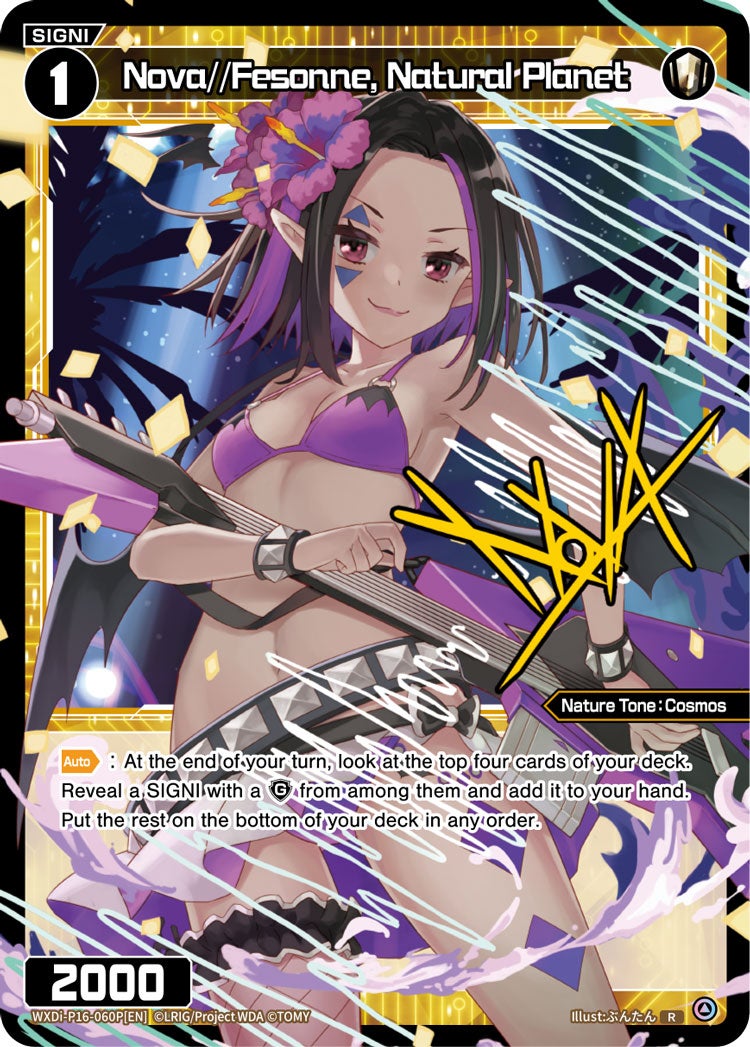 SIGNI
1
Nova//Fesonne, Natural Planet
NOVA
Nature Tone:Cosmos
Auto : At the end of your turn, look at the top four cards of your deck.
Reveal a SIGNI with a G from among them and add it to your hand.
Put the rest on the bottom of your deck in any order.
2000
WXDi-P16-060P[EN] ©LRIG/Project WDA ©TOMY
Illust:ぶんたん R